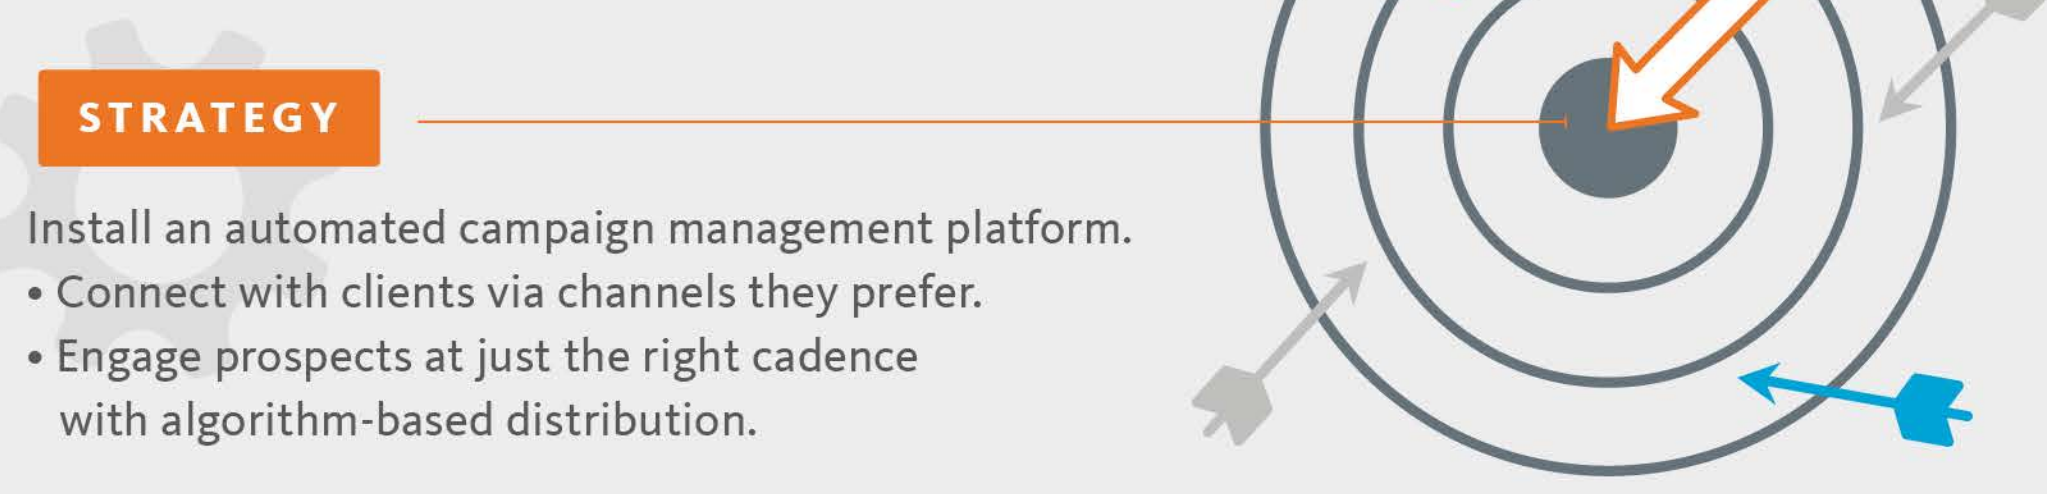 STRATEGY
Install an automated campaign management platform.
• Connect with clients via channels they prefer.
• Engage prospects at just the right cadence
with algorithm-based distribution.